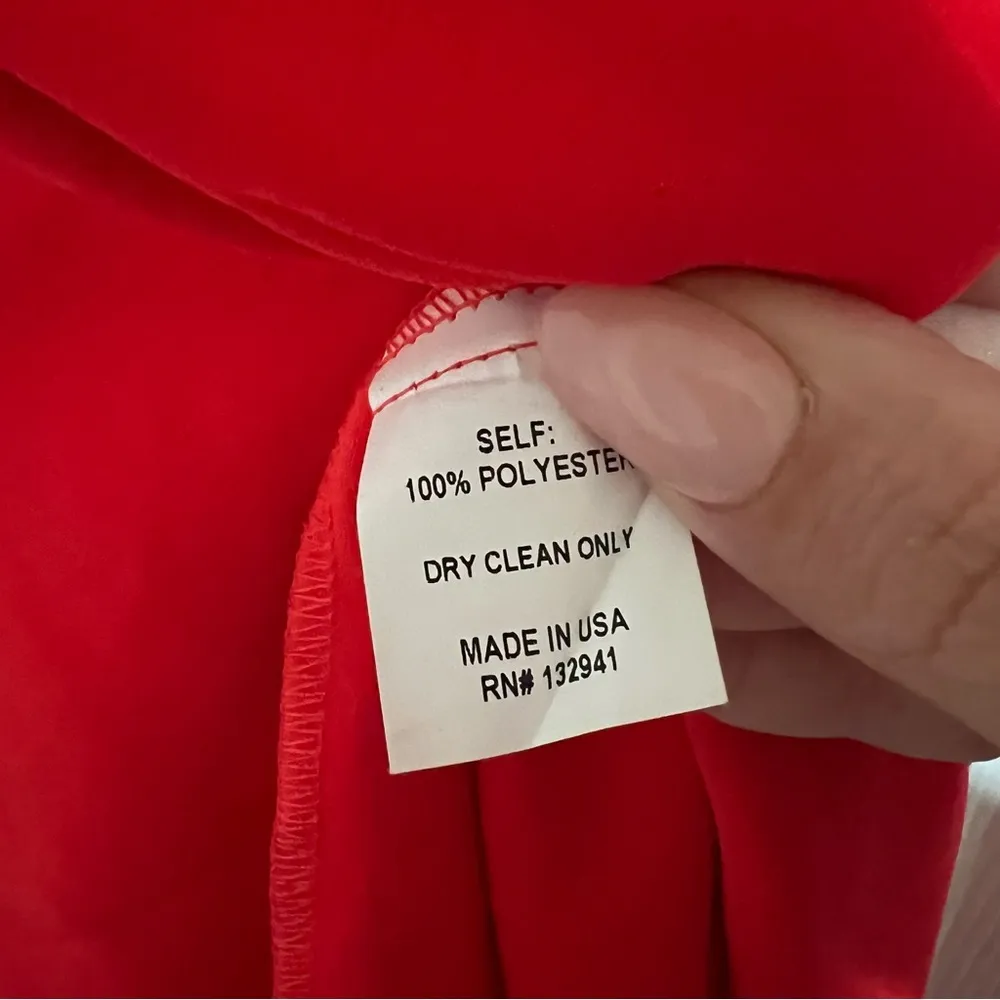 SELF:
100% POLYESTER
DRY CLEAN ONLY
MADE IN USA
RN# 132941